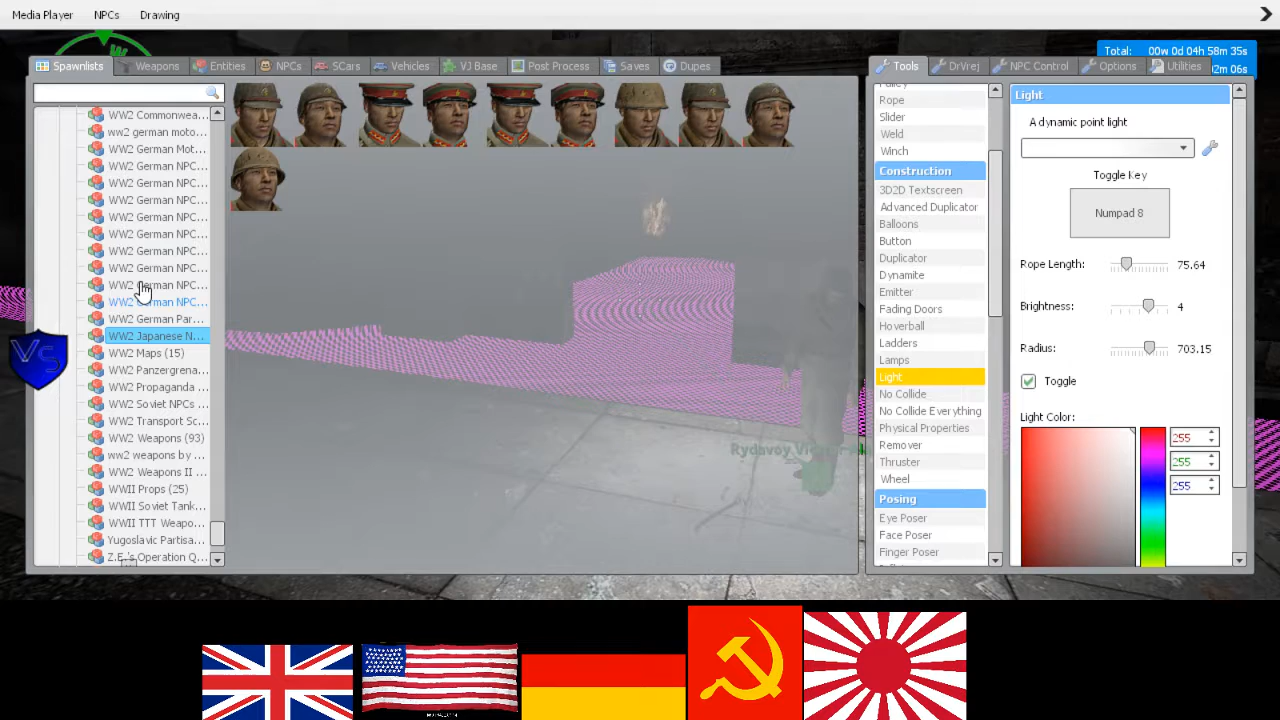 Media Player NPCs Drawing
W
Total: 00w 0d 04h 58m 35s
2m 06s
Spawnlists Weapons Entities NPCs SCars Vehicles VJ Base Post Process Saves Dupes
Tools DrVrej NPC Control Options Utilities
WW2 Commonwea...
ww2 german moto...
WW2 German Mot...
WW2 German NPC...
WW2 German NPC...
WW2 German NPC...
WW2 German NPC...
WW2 German NPC...
WW2 German NPC...
WW2 German NPC...
WW2 German NPC...
WW2 German NPC...
WW2 German Par...
WW2 Japanese N...
WW2 Maps (15)
WW2 Panzergrena...
WW2 Propaganda ...
WW2 Soviet NPCs ...
WW2 Transport Sc...
WW2 Weapons (93)
ww2 weapons by ...
WW2 Weapons II ...
WWII Props (25)
WWII Soviet Tank...
WWII TTT Weapo...
Yugoslavic Partisa...
Z.E.'s Operation Q...
VS
Rydavoy
Rope
Slider
Weld
Winch
Construction
3D2D Textscreen
Advanced Duplicator
Balloons
Button
Duplicator
Dynamite
Emitter
Fading Doors
Hoverball
Ladders
Lamps
Light
No Collide
No Collide Everything
Physical Properties
Remover
Thruster
Wheel
Posing
Eye Poser
Face Poser
Finger Poser
Light
A dynamic point light
Toggle Key
Numpad 8
Rope Length: 75.64
Brightness: 4
Radius: 703.15
Toggle
Light Color:
255
255
255